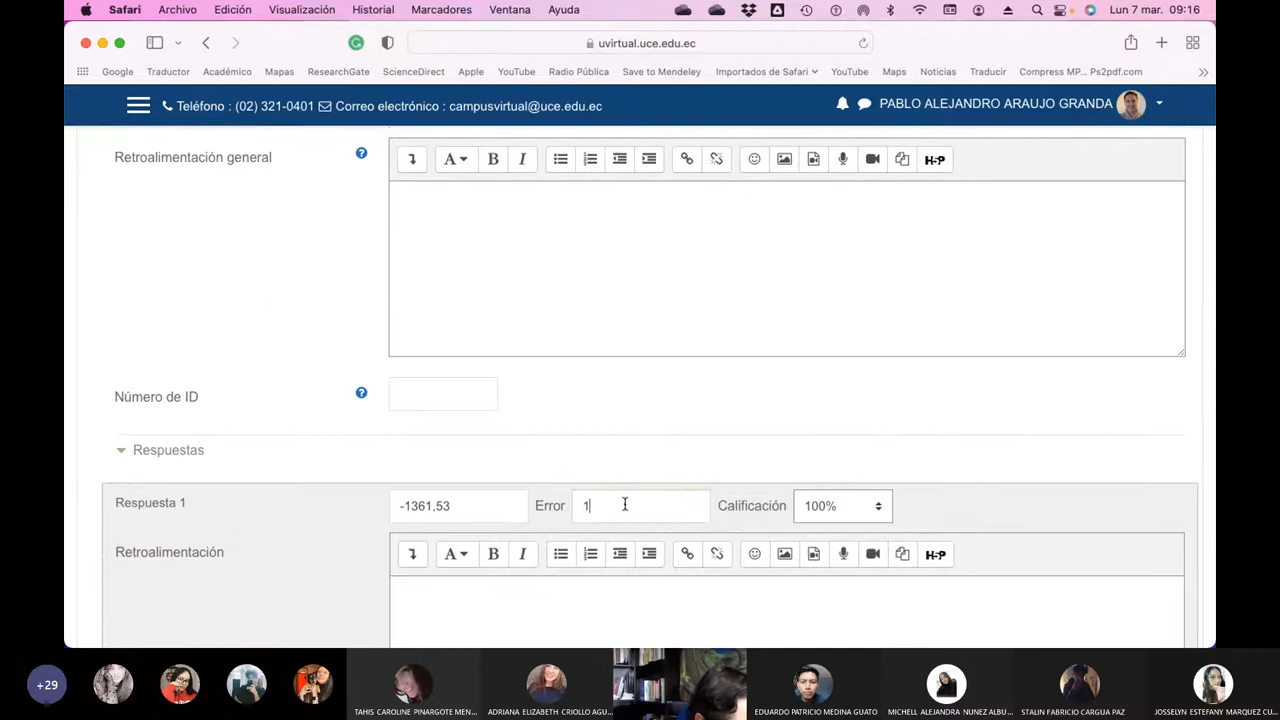 Safari Archivo Edición Visualización Historial Marcadores Ventana Ayuda Lun 7 mar. 09:16
uvirtual.uce.edu.ec
Google Traductor Académico Mapas ResearchGate ScienceDirect Apple YouTube Radio Pública Save to Mendeley Importados de Safari YouTube Maps Noticias Traducir Compress MP... Ps2pdf.com
Teléfono : (02) 321-0401 Correo electrónico : campusvirtual@uce.edu.ec PABLO ALEJANDRO ARAUJO GRANDA
Retroalimentación general
A B I H-P
Número de ID
Respuestas
Respuesta 1 -1361,53 Error 1 Calificación 100%
Retroalimentación
A B I H-P
+29
TAHIS CAROLINE PINARGOTE MEN... ADRIANA ELIZABETH CRIOLLO AGU... EDUARDO PATRICIO MEDINA GUATO MICHELL ALEJANDRA NUNEZ ALBU... STALIN FABRICIO CARGUA PAZ JOSSELYN ESTEFANY MARQUEZ CU...